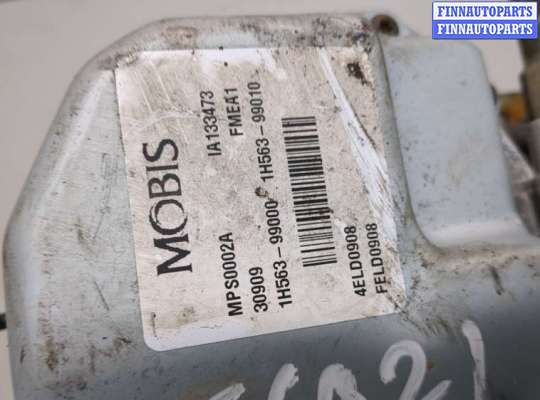 FINNAUTOPARTS
FINNAUTOPARTS
MOBIS
IA133473
FMEA1
MPS0002A
30909
1H563-99000
1H563-99010
4ELD0908
FELD0908